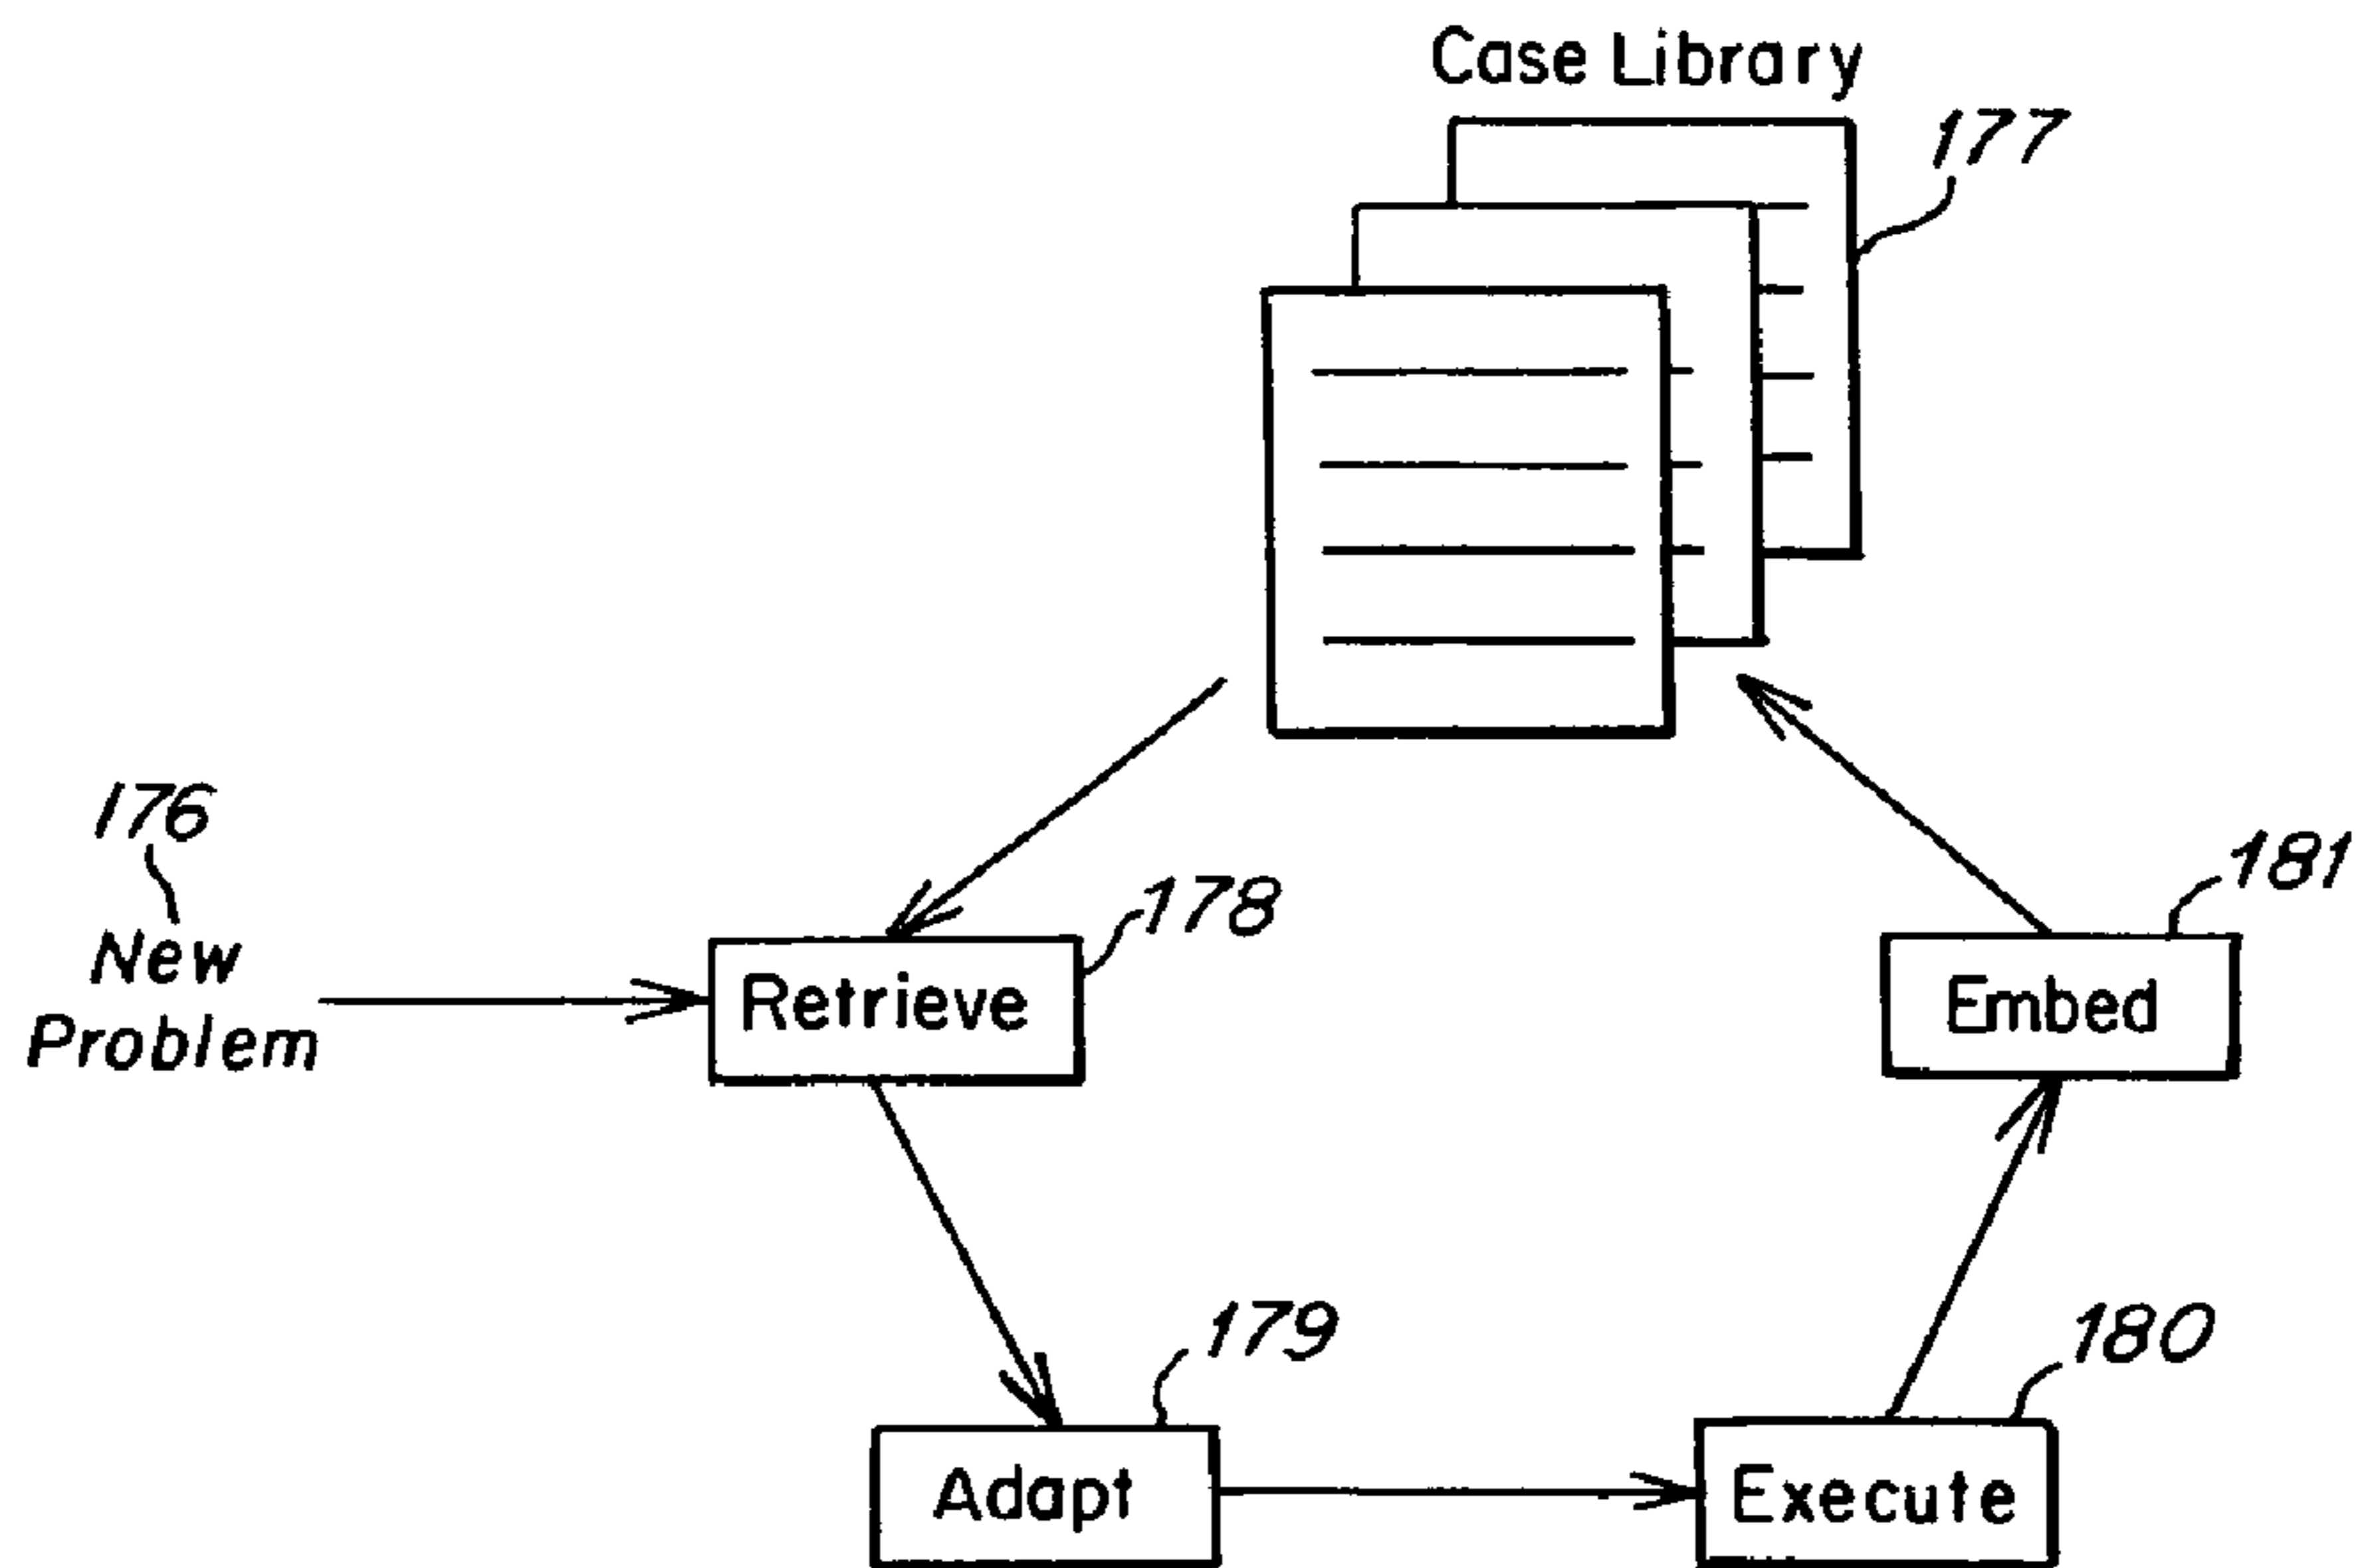 Case Library
177
176
New
Problem
178
Retrieve
181
Embed
179
Adapt
180
Execute